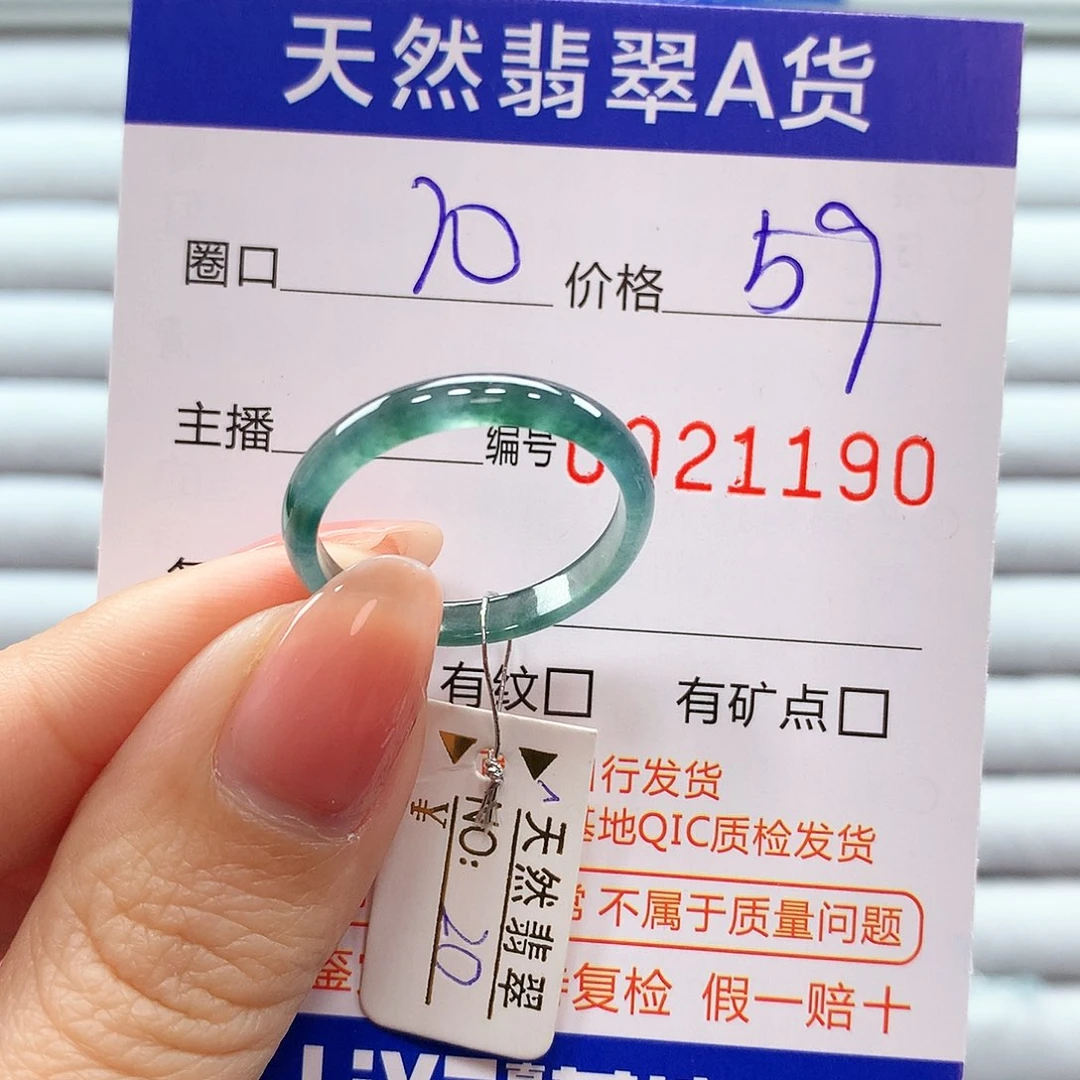 天然翡翠A货
圈口 20 价格 59
主播 编号 0021190
有纹 有矿点
行发货
基地QIC质检发货
不属于质量问题
复检 假一赔十
天然翡翠
NO: 20